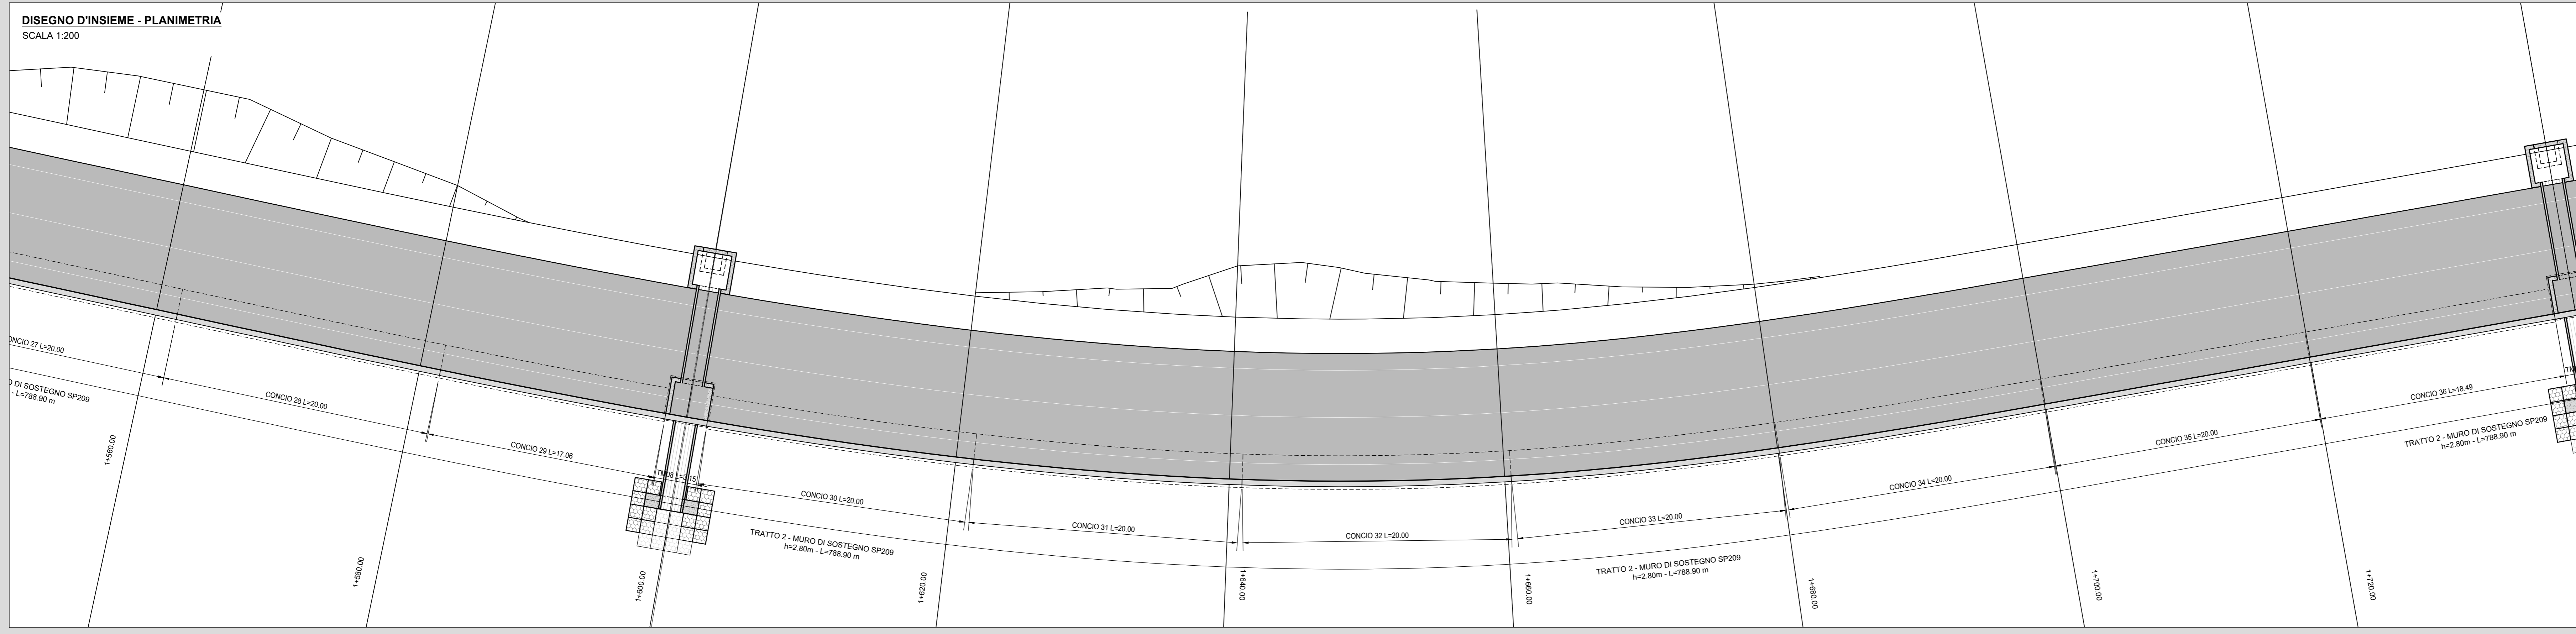 DISEGNO D'INSIEME - PLANIMETRIA
SCALA 1:200
CONCIO 27 L=20.00
DI SOSTEGNO SP209
- L=788.90 m
1+560.00
CONCIO 28 L=20.00
1+580.00
CONCIO 29 L=17.06
TM08 L=3.15
1+600.00
CONCIO 30 L=20.00
TRATTO 2 - MURO DI SOSTEGNO SP209
h=2.80m - L=788.90 m
1+620.00
CONCIO 31 L=20.00
1+640.00
CONCIO 32 L=20.00
1+660.00
CONCIO 33 L=20.00
TRATTO 2 - MURO DI SOSTEGNO SP209
h=2.80m - L=788.90 m
1+680.00
CONCIO 34 L=20.00
1+700.00
CONCIO 35 L=20.00
1+720.00
CONCIO 36 L=18.49
TRATTO 2 - MURO DI SOSTEGNO SP209
h=2.80m - L=788.90 m